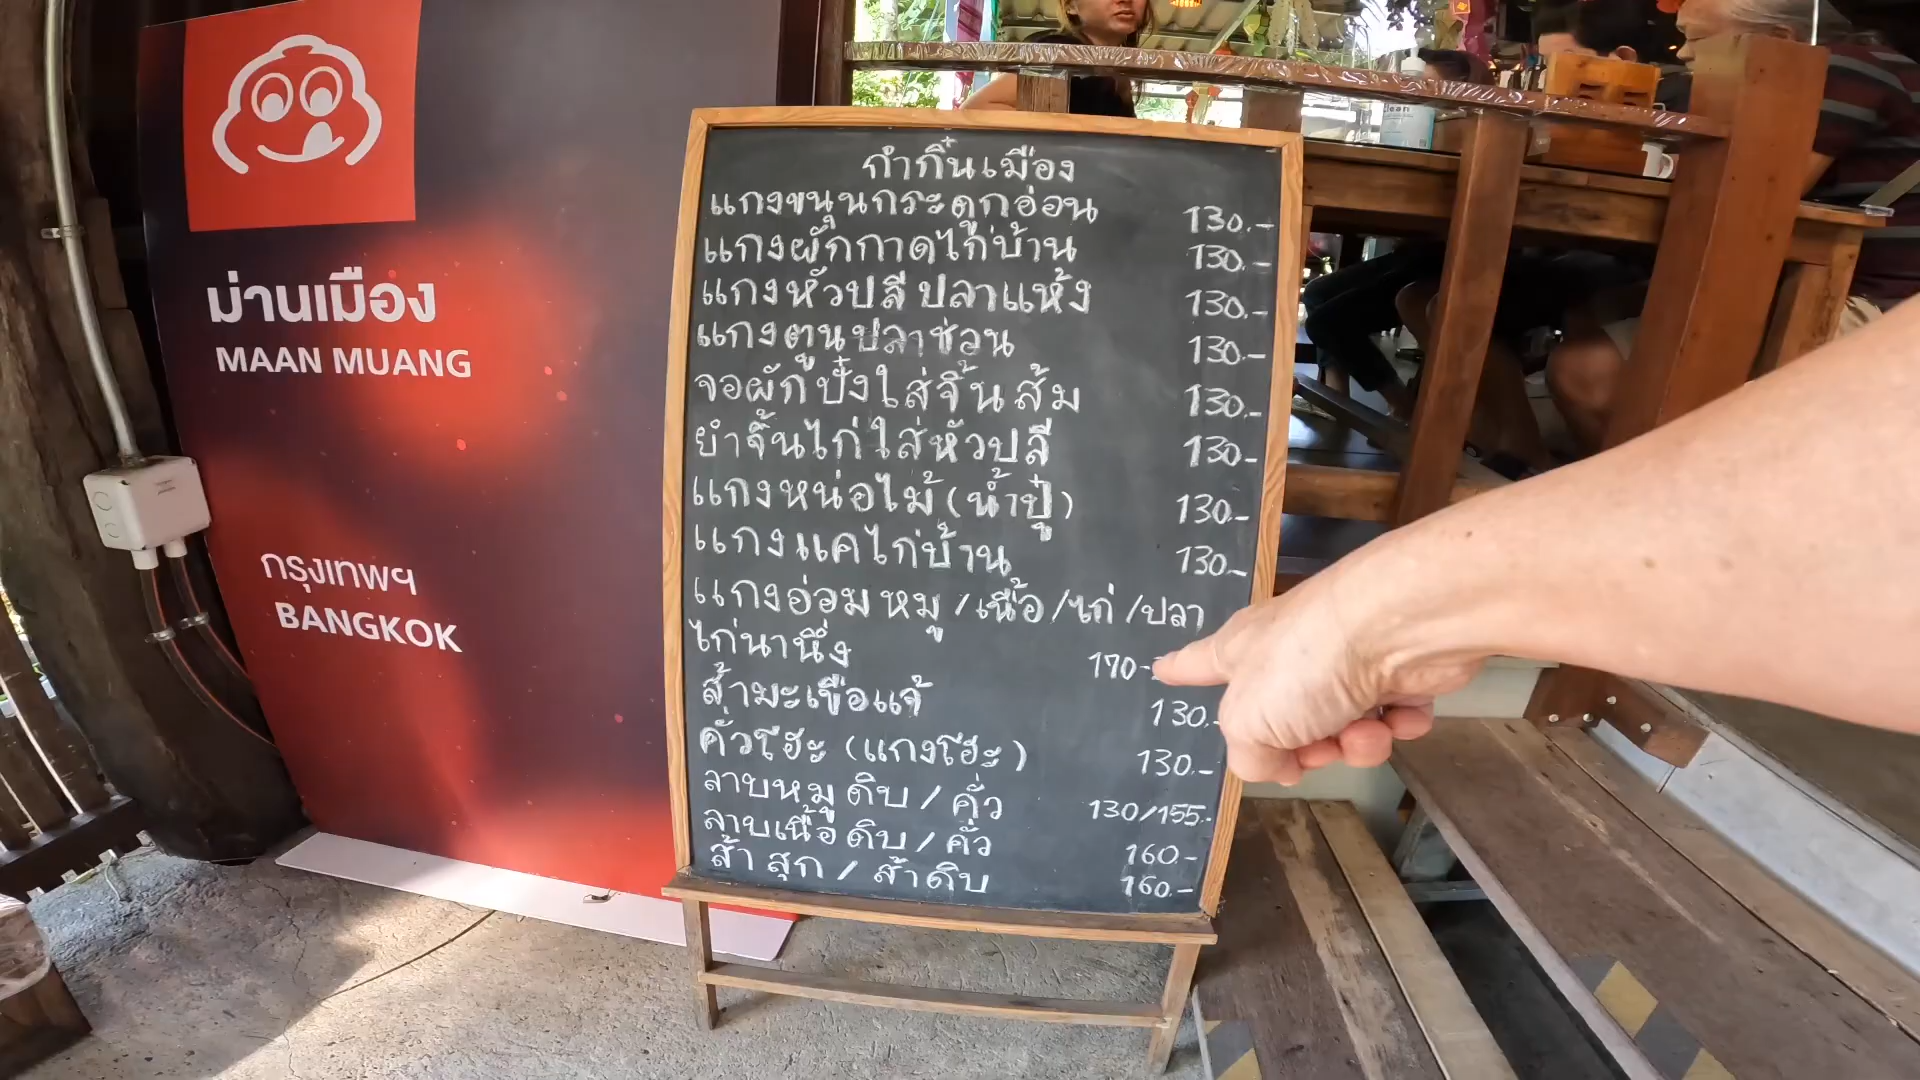 ม่านเมือง
MAAN MUANG
กรุงเทพฯ
BANGKOK
กำกิ๋นเมือง
แกงขนุนกระดูกอ่อน 130.-
แกงผักกาดไก่บ้าน 130.-
แกงหัวปลี ปลาแห้ง 130.-
แกงตูนปลาช่อน 130.-
จอผักปั๋งใส่จิ้นส้ม 130.-
ยำจิ้นไก่ใส่หัวปลี 130.-
แกงหน่อไม้ (น้ำปู๋) 130.-
แกงแคไก่บ้าน 130.-
แกงอ่อม หมู/เนื้อ/ไก่/ปลา
ไก่นานึ่ง 170-
ส้ามะเขือแจ้ 130.-
คั่วโฮะ (แกงโฮะ) 130.-
ลาบหมู ดิบ / คั่ว 130/155.-
ลาบเนื้อ ดิบ / คั่ว 160-
ส้า สุก / ส้าดิบ 160.-